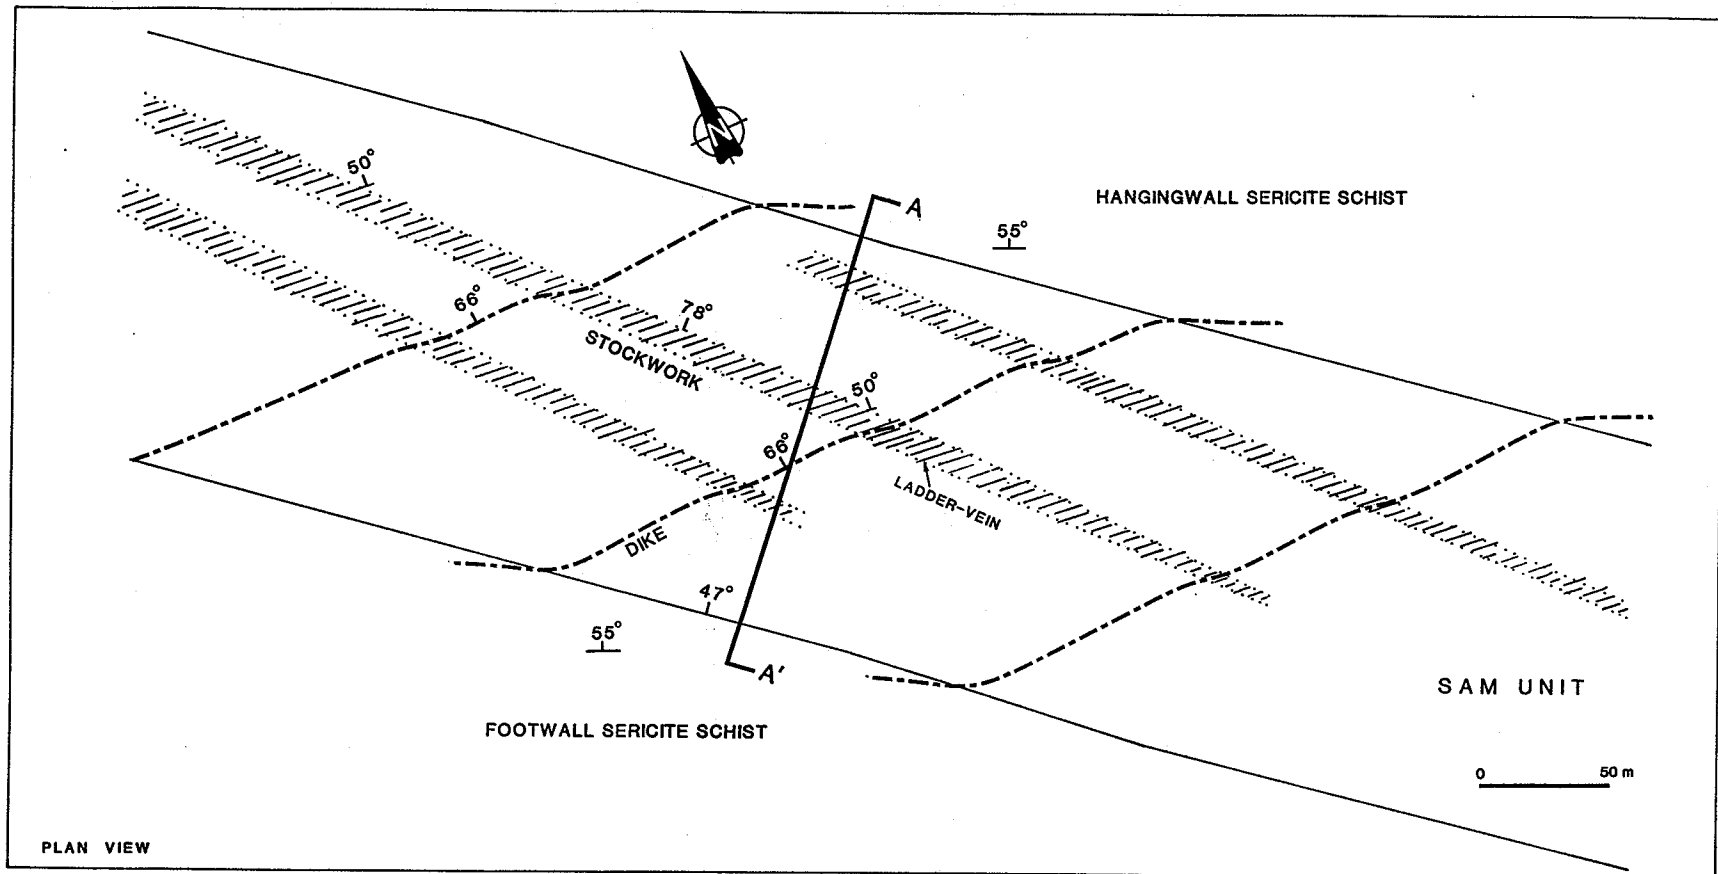 N
50°
A
HANGINGWALL SERICITE SCHIST
55°
66°
78°
STOCKWORK
50°
66°
LADDER-VEIN
DIKE
47°
55°
A'
SAM UNIT
FOOTWALL SERICITE SCHIST
0 50 m
PLAN VIEW